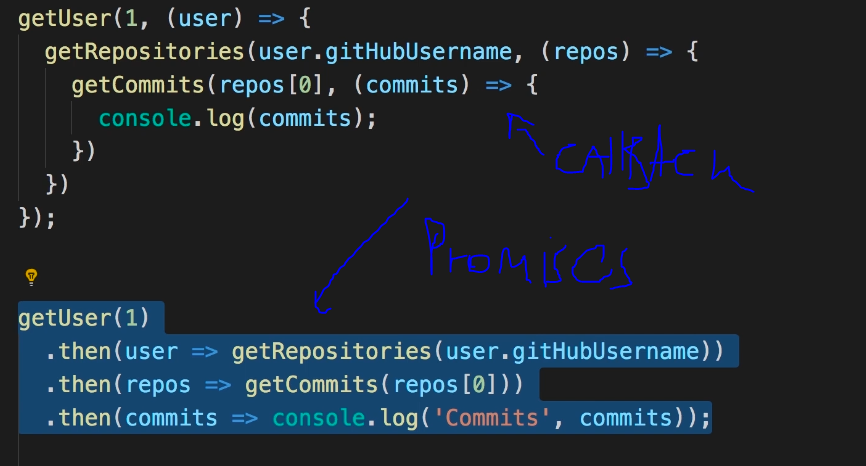 getUser(1, (user) => {
getRepositories(user.gitHubUsername, (repos) => {
getCommits(repos[0], (commits) => {
console.log(commits);
})
})
});
CAllBACk
PromisCs
getUser(1)
.then(user => getRepositories(user.gitHubUsername))
.then(repos => getCommits(repos[0]))
.then(commits => console.log('Commits', commits));